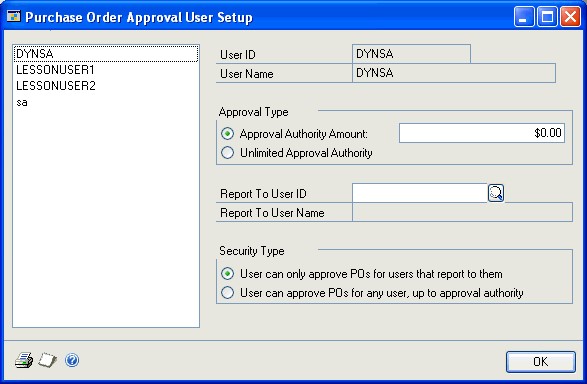 Purchase Order Approval User Setup
DYNSA
LESSONUSER1
LESSONUSER2
sa
User ID DYNSA
User Name DYNSA
Approval Type
Approval Authority Amount: $0.00
Unlimited Approval Authority
Report To User ID
Report To User Name
Security Type
User can only approve POs for users that report to them
User can approve POs for any user, up to approval authority
OK